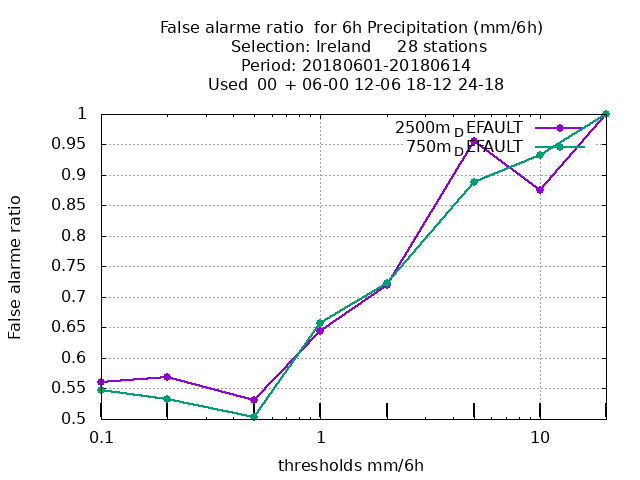 False alarme ratio  for 6h Precipitation (mm/6h)
Selection: Ireland     28 stations
Period: 20180601-20180614
Used  00 + 06-00 12-06 18-12 24-18
2500m_DEFAULT
750m_DEFAULT
1
0.95
0.9
0.85
0.8
0.75
0.7
0.65
0.6
0.55
0.5
False alarme ratio
0.1
1
10
thresholds mm/6h